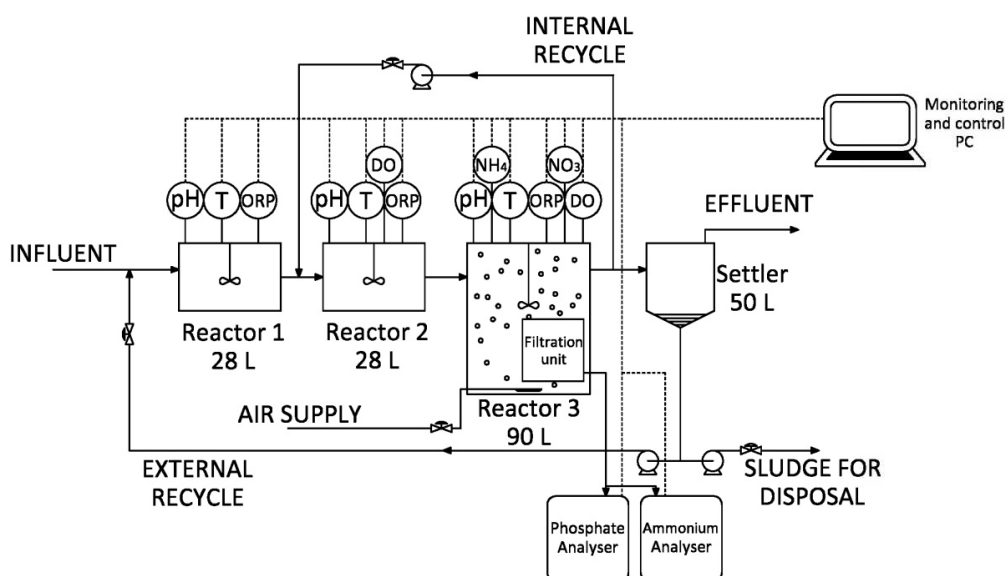 INTERNAL
RECYCLE
Monitoring
and control
PC
DO
NH₄
NO₃
pH
T
ORP
pH
T
ORP
pH
T
ORP
DO
EFFLUENT
INFLUENT
Settler
50 L
Reactor 1
28 L
Reactor 2
28 L
Filtration
unit
AIR SUPPLY
Reactor 3
90 L
EXTERNAL
RECYCLE
SLUDGE FOR
DISPOSAL
Phosphate
Analyser
Ammonium
Analyser